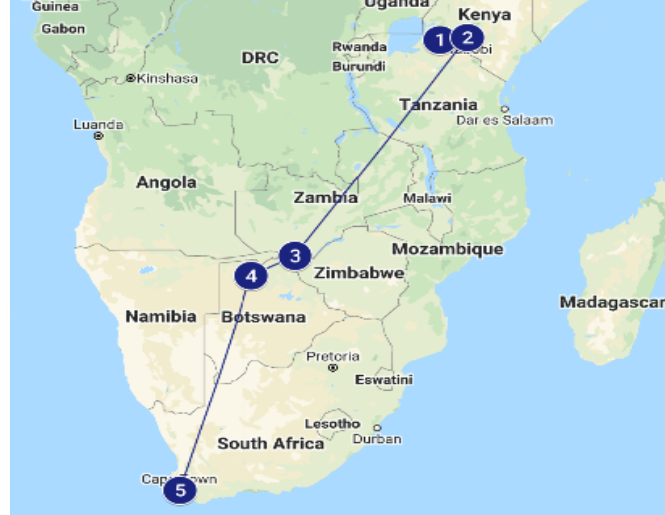 Guinea
Gabon
Uganda
Kenya
1
2
DRC
Rwanda
Burundi
Kinshasa
Tanzania
Dar es Salaam
Luanda
Angola
Zambia
Malawi
3
4
Zimbabwe
Mozambique
Madagascar
Namibia
Botswana
Pretoria
Eswatini
Lesotho
Durban
South Africa
5